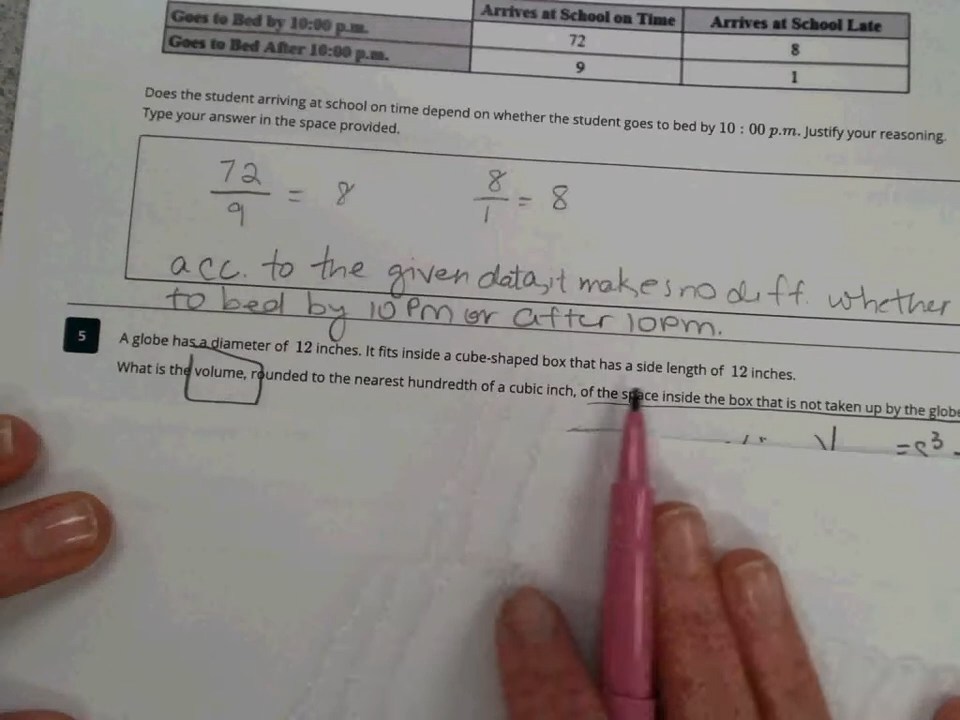 Arrives at School on Time Arrives at School Late
Goes to Bed by 10:00 p.m. 72 8
Goes to Bed After 10:00 p.m. 9 1
Does the student arriving at school on time depend on whether the student goes to bed by 10 : 00 p.m. Justify your reasoning.
Type your answer in the space provided.
72/9 = 8 8/1 = 8
acc. to the given data, it makes no diff. whether
to bed by 10 PM or after 10pm.
5 A globe has a diameter of 12 inches. It fits inside a cube-shaped box that has a side length of 12 inches.
What is the volume, rounded to the nearest hundredth of a cubic inch, of the space inside the box that is not taken up by the globe
V = s³